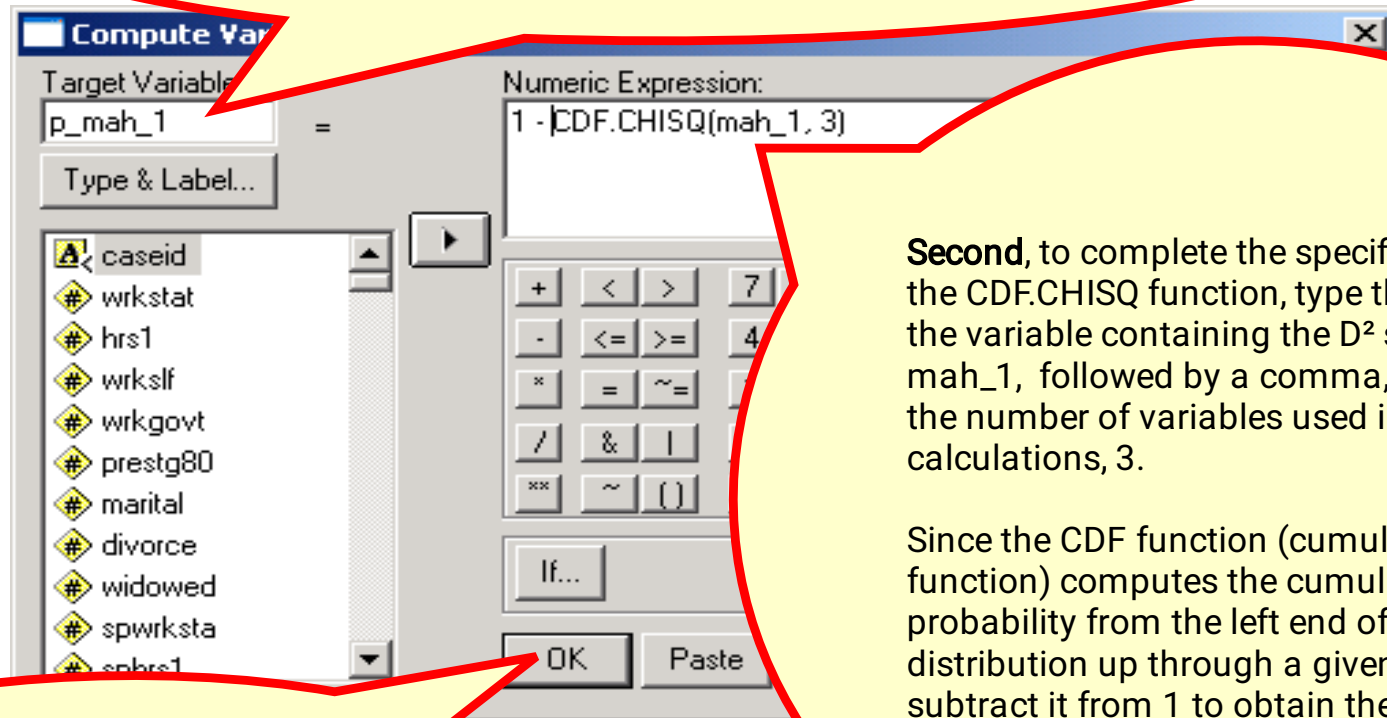 Compute Var
Target Variable
Numeric Expression:
p_mah_1
=
1 - CDF.CHISQ(mah_1, 3)
Type & Label...
caseid
wrkstat
hrs1
wrkslf
wrkgovt
prestg80
marital
divorce
widowed
spwrksta
sphrs1
+ < > 7
- <= >= 4
* = ~=
/ & |
** ~ ()
If...
OK Paste
Second, to complete the specif
the CDF.CHISQ function, type th
the variable containing the D² s
mah_1, followed by a comma,
the number of variables used i
calculations, 3.
Since the CDF function (cumul
function) computes the cumul
probability from the left end of
distribution up through a given
subtract it from 1 to obtain the